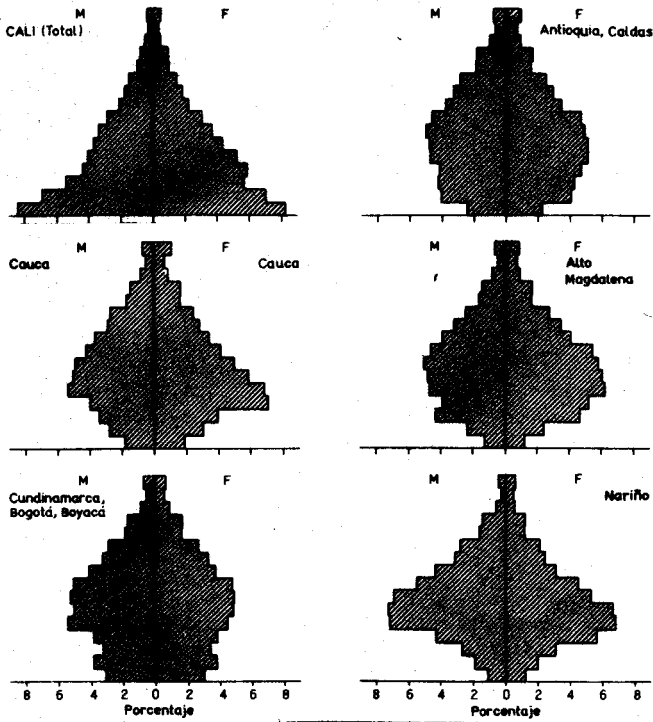 M F
CALI (Total)
M F
Antioquia, Caldas
M F
Cauca Cauca
M F
Alto
Magdalena
M F
Cundinamarca,
Bogotá, Boyacá
M F
Nariño
8 6 4 2 0 2 4 6 8
Porcentaje
8 6 4 2 0 2 4 6 8
Porcentaje